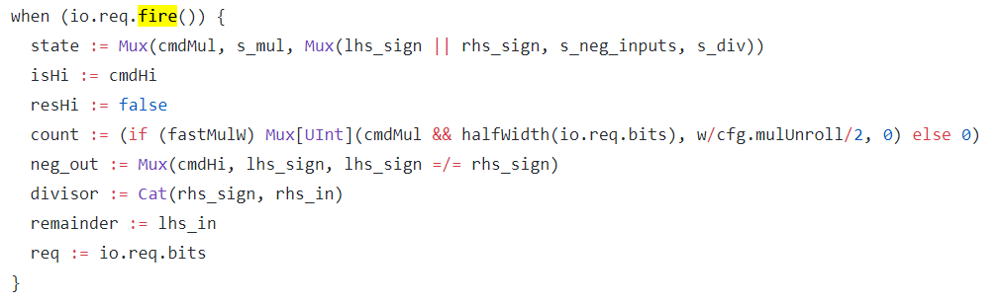 when (io.req.fire()) {
  state := Mux(cmdMul, s_mul, Mux(lhs_sign || rhs_sign, s_neg_inputs, s_div))
  isHi := cmdHi
  resHi := false
  count := (if (fastMulW) Mux[UInt](cmdMul && halfWidth(io.req.bits), w/cfg.mulUnroll/2, 0) else 0)
  neg_out := Mux(cmdHi, lhs_sign, lhs_sign =/= rhs_sign)
  divisor := Cat(rhs_sign, rhs_in)
  remainder := lhs_in
  req := io.req.bits
}